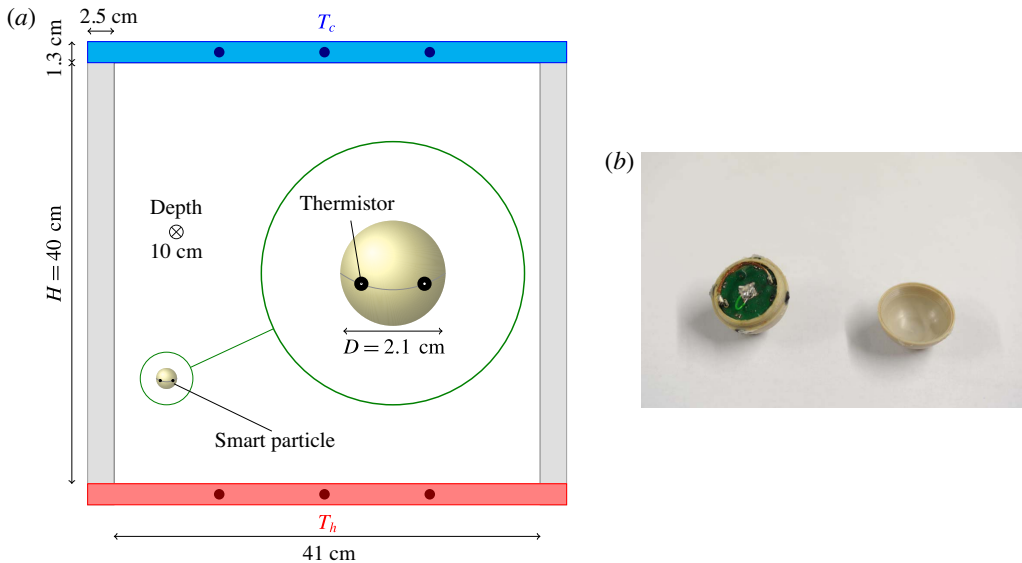 (a)
2.5 cm
T_c
1.3 cm
H = 40 cm
Depth
⊗
10 cm
Thermistor
D = 2.1 cm
Smart particle
T_h
41 cm
(b)